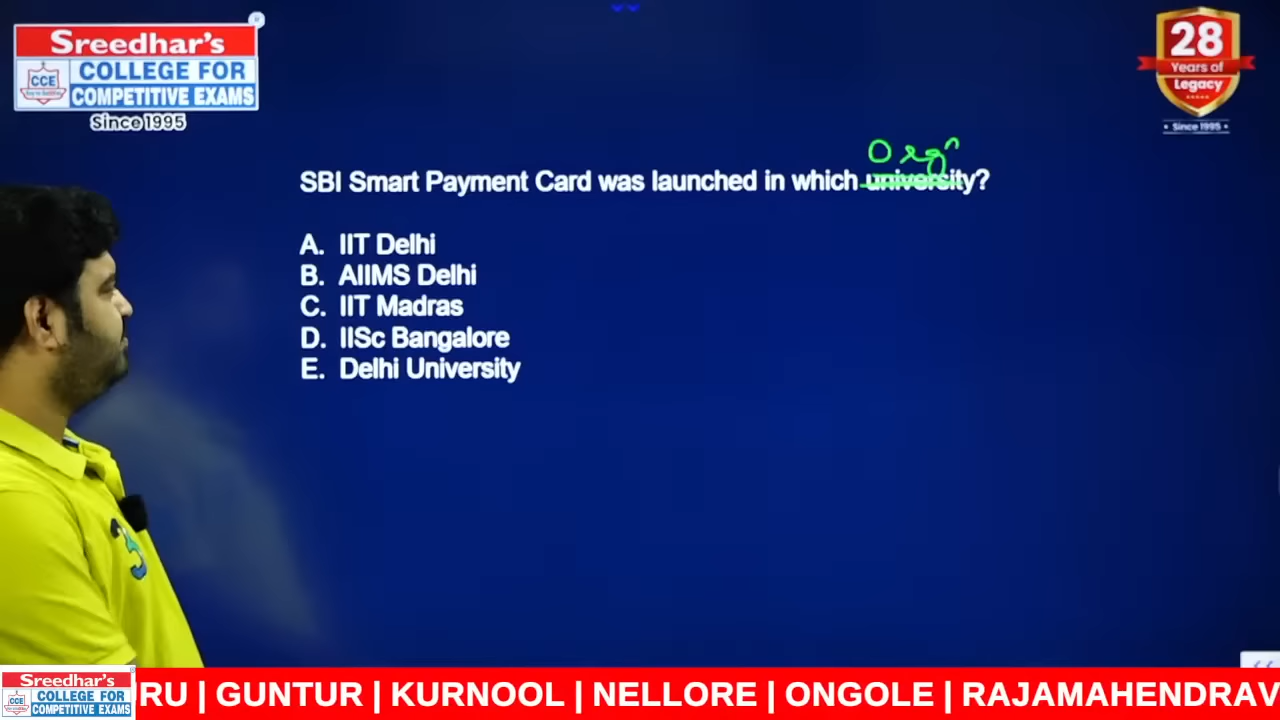 Sreedhar's
CCE
COLLEGE FOR
COMPETITIVE EXAMS
Since 1995
28
Years of
Legacy
• Since 1995 •
Orgn
SBI Smart Payment Card was launched in which university?
A. IIT Delhi
B. AIIMS Delhi
C. IIT Madras
D. IISc Bangalore
E. Delhi University
Sreedhar's
CCE
COLLEGE FOR
COMPETITIVE EXAMS
RU | GUNTUR | KURNOOL | NELLORE | ONGOLE | RAJAMAHENDRAV